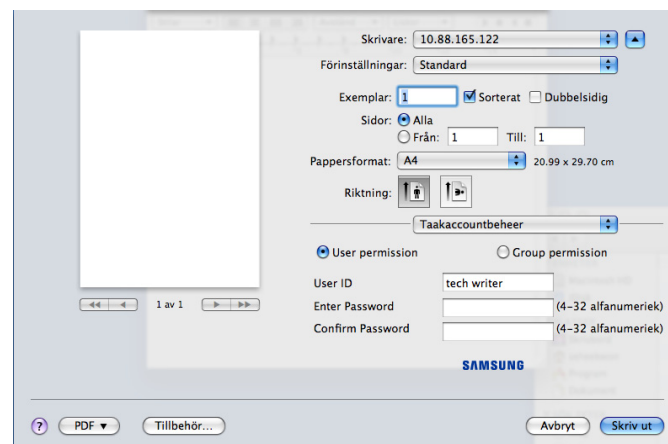 Skrivare: 10.88.165.122
Förinställningar: Standard
Exemplar: 1 Sorterat Dubbelsidig
Sidor: Alla
Från: 1 Till: 1
Pappersformat: A4 20.99 x 29.70 cm
Riktning:
Taakaccountbeheer
User permission Group permission
User ID tech writer
Enter Password (4-32 alfanumeriek)
Confirm Password (4-32 alfanumeriek)
1 av 1
SAMSUNG
? PDF ▼ Tillbehör... Avbryt Skriv ut